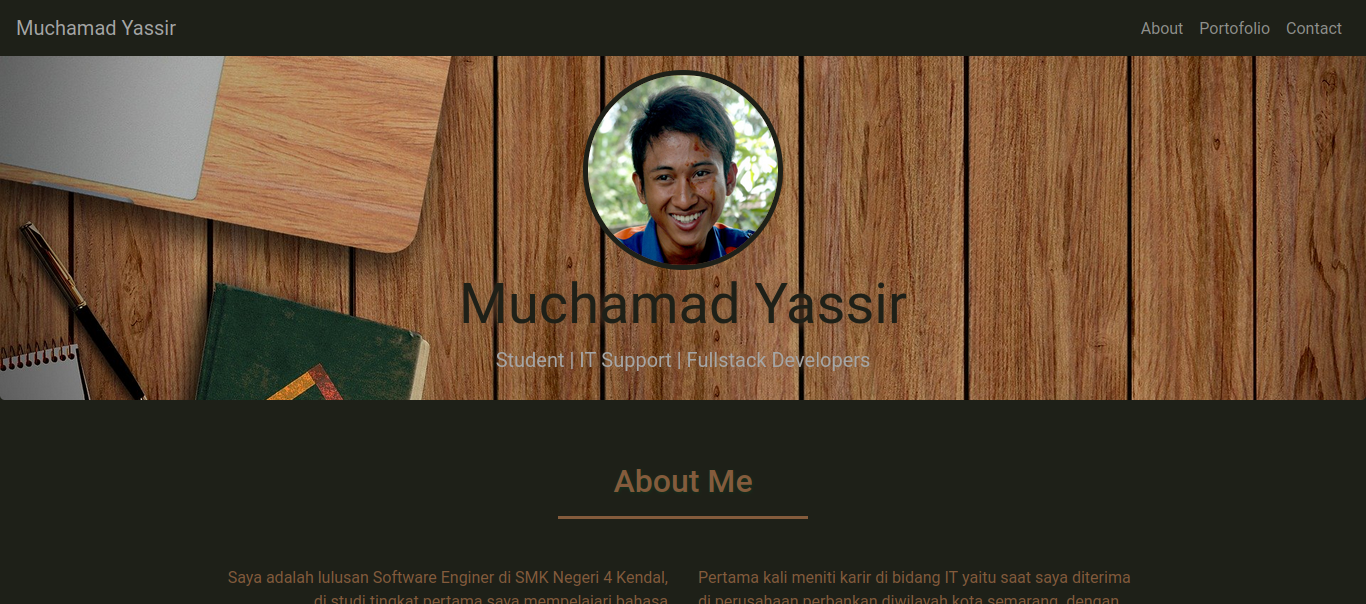 Muchamad Yassir
About Portofolio Contact
Muchamad Yassir
Student | IT Support | Fullstack Developers
About Me
Saya adalah lulusan Software Enginer di SMK Negeri 4 Kendal,
di studi tingkat pertama saya mempelajari bahasa
Pertama kali meniti karir di bidang IT yaitu saat saya diterima
di perusahaan perbankan diwilayah kota semarang, dengan